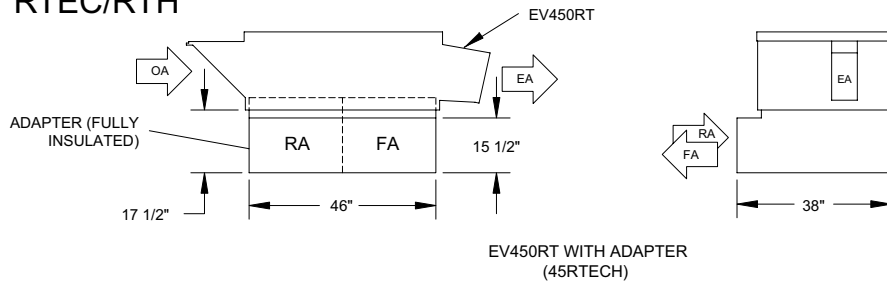 RTEC/RTH
EV450RT
OA
EA
EA
ADAPTER (FULLY
INSULATED)
RA
FA
15 1/2"
RA
FA
17 1/2"
46"
38"
EV450RT WITH ADAPTER
(45RTECH)